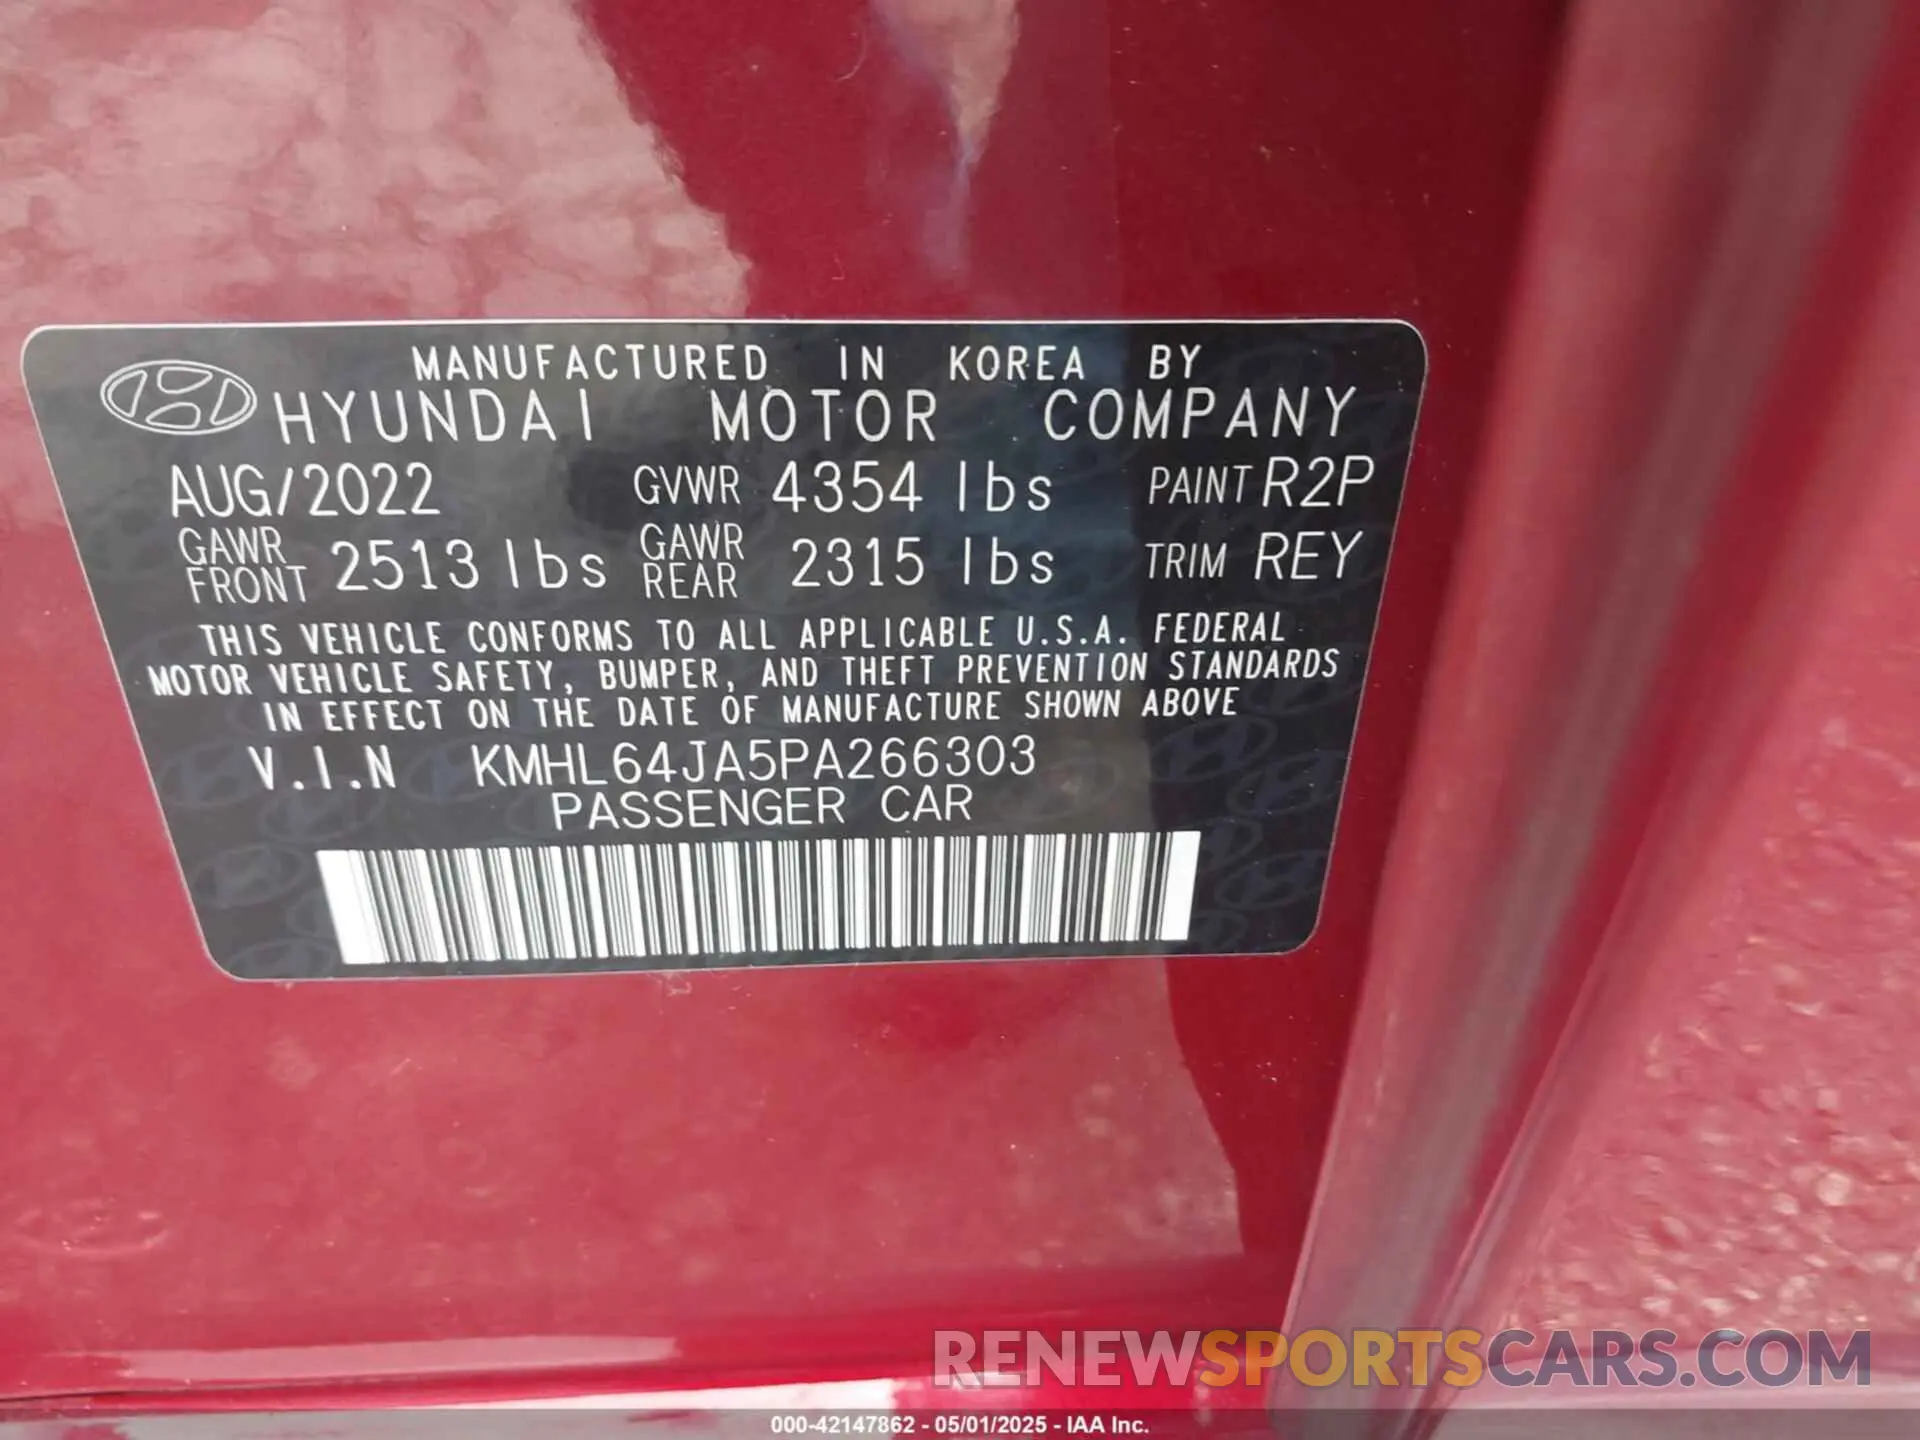 MANUFACTURED IN KOREA BY
HYUNDAI MOTOR COMPANY
AUG/2022 GVWR 4354 lbs PAINT R2P
GAWR FRONT 2513 lbs GAWR REAR 2315 lbs TRIM REY
THIS VEHICLE CONFORMS TO ALL APPLICABLE U.S.A. FEDERAL
MOTOR VEHICLE SAFETY, BUMPER, AND THEFT PREVENTION STANDARDS
IN EFFECT ON THE DATE OF MANUFACTURE SHOWN ABOVE
V.I.N KMHL64JA5PA266303
PASSENGER CAR
RENEWSPORTSCARS.COM
000-42147862 - 05/01/2025 - IAA Inc.